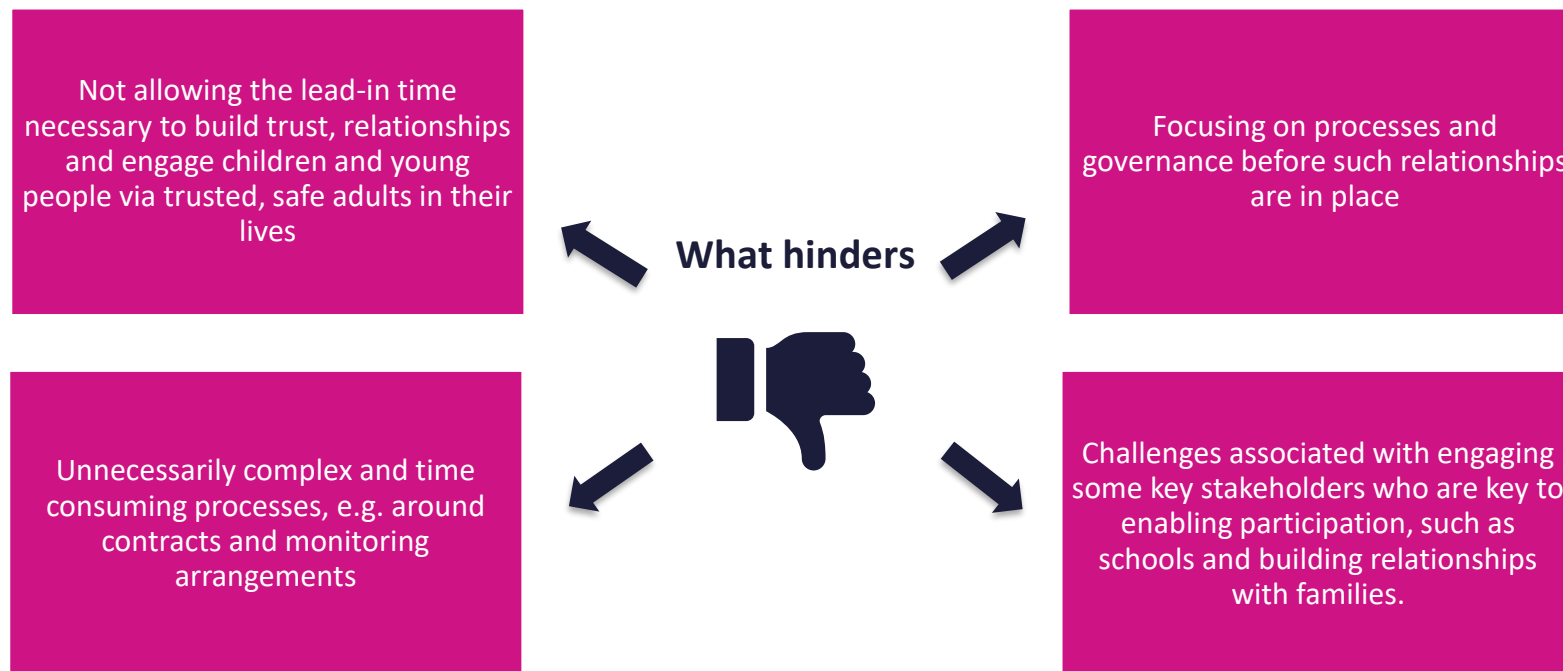 Not allowing the lead-in time
necessary to build trust, relationships
and engage children and young
people via trusted, safe adults in their
lives
Focusing on processes and
governance before such relationships
are in place
What hinders
Unnecessarily complex and time
consuming processes, e.g. around
contracts and monitoring
arrangements
Challenges associated with engaging
some key stakeholders who are key to
enabling participation, such as
schools and building relationships
with families.